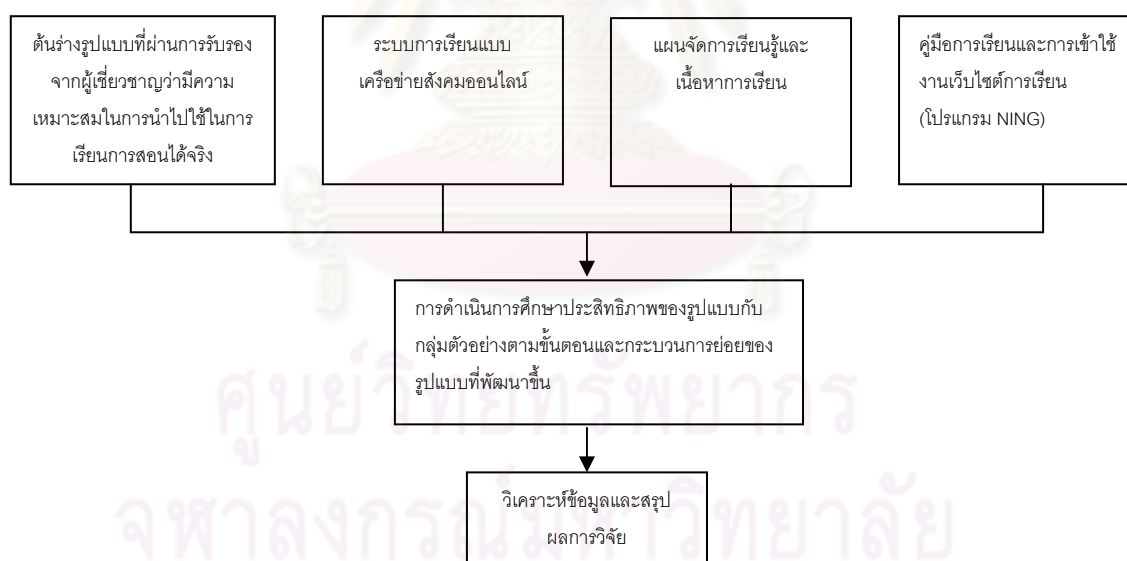 ต้นร่างรูปแบบที่ผ่านการรับรอง
จากผู้เชี่ยวชาญว่ามีความ
เหมาะสมในการนำไปใช้ในการ
เรียนการสอนได้จริง
ระบบการเรียนแบบ
เครือข่ายสังคมออนไลน์
แผนจัดการเรียนรู้และ
เนื้อหาการเรียน
คู่มือการเรียนและการเข้าใช้
งานเว็บไซต์การเรียน
(โปรแกรม NING)
การดำเนินการศึกษาประสิทธิภาพของรูปแบบกับ
กลุ่มตัวอย่างตามขั้นตอนและกระบวนการย่อยของ
รูปแบบที่พัฒนาขึ้น
วิเคราะห์ข้อมูลและสรุป
ผลการวิจัย
ศูนย์วิทยทรัพยากร
จุฬาลงกรณ์มหาวิทยาลัย